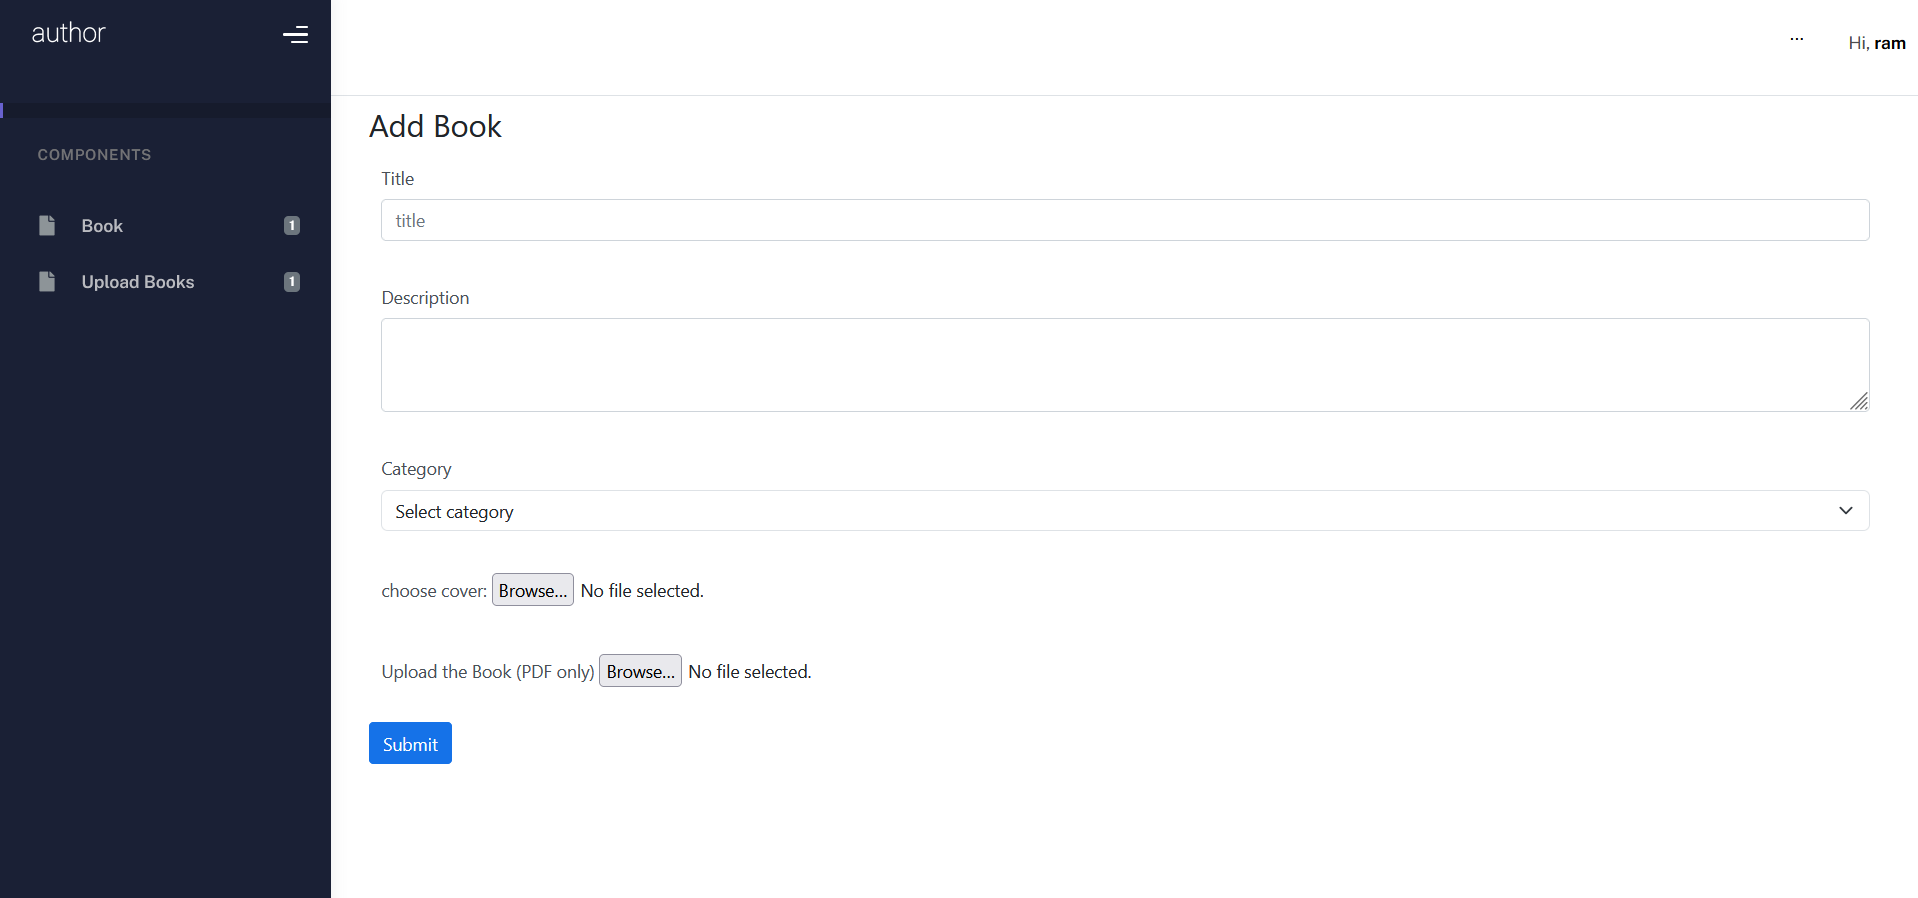 author
... Hi, ram
COMPONENTS
Book 1
Upload Books 1
Add Book
Title
title
Description
Category
Select category
choose cover: Browse... No file selected.
Upload the Book (PDF only) Browse... No file selected.
Submit